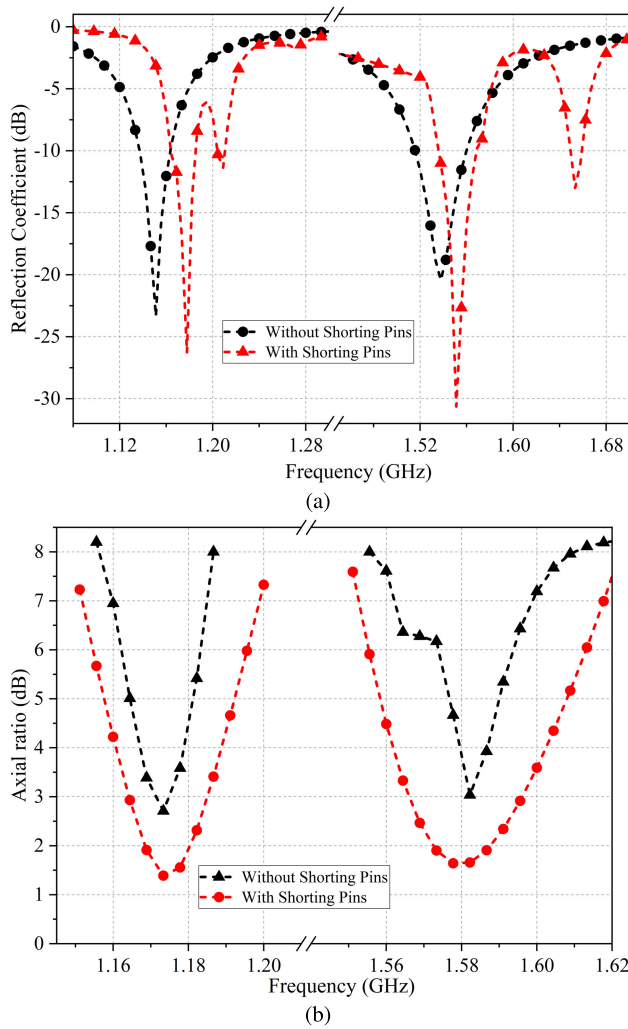 0
-5
-10
-15
-20
-25
-30
Reflection Coefficient (dB)
Without Shorting Pins
With Shorting Pins
1.12 1.20 1.28 1.52 1.60 1.68
Frequency (GHz)
(a)
8
7
6
5
4
3
2
1
0
Axial ratio (dB)
Without Shorting Pins
With Shorting Pins
1.16 1.18 1.20 1.56 1.58 1.60 1.62
Frequency (GHz)
(b)